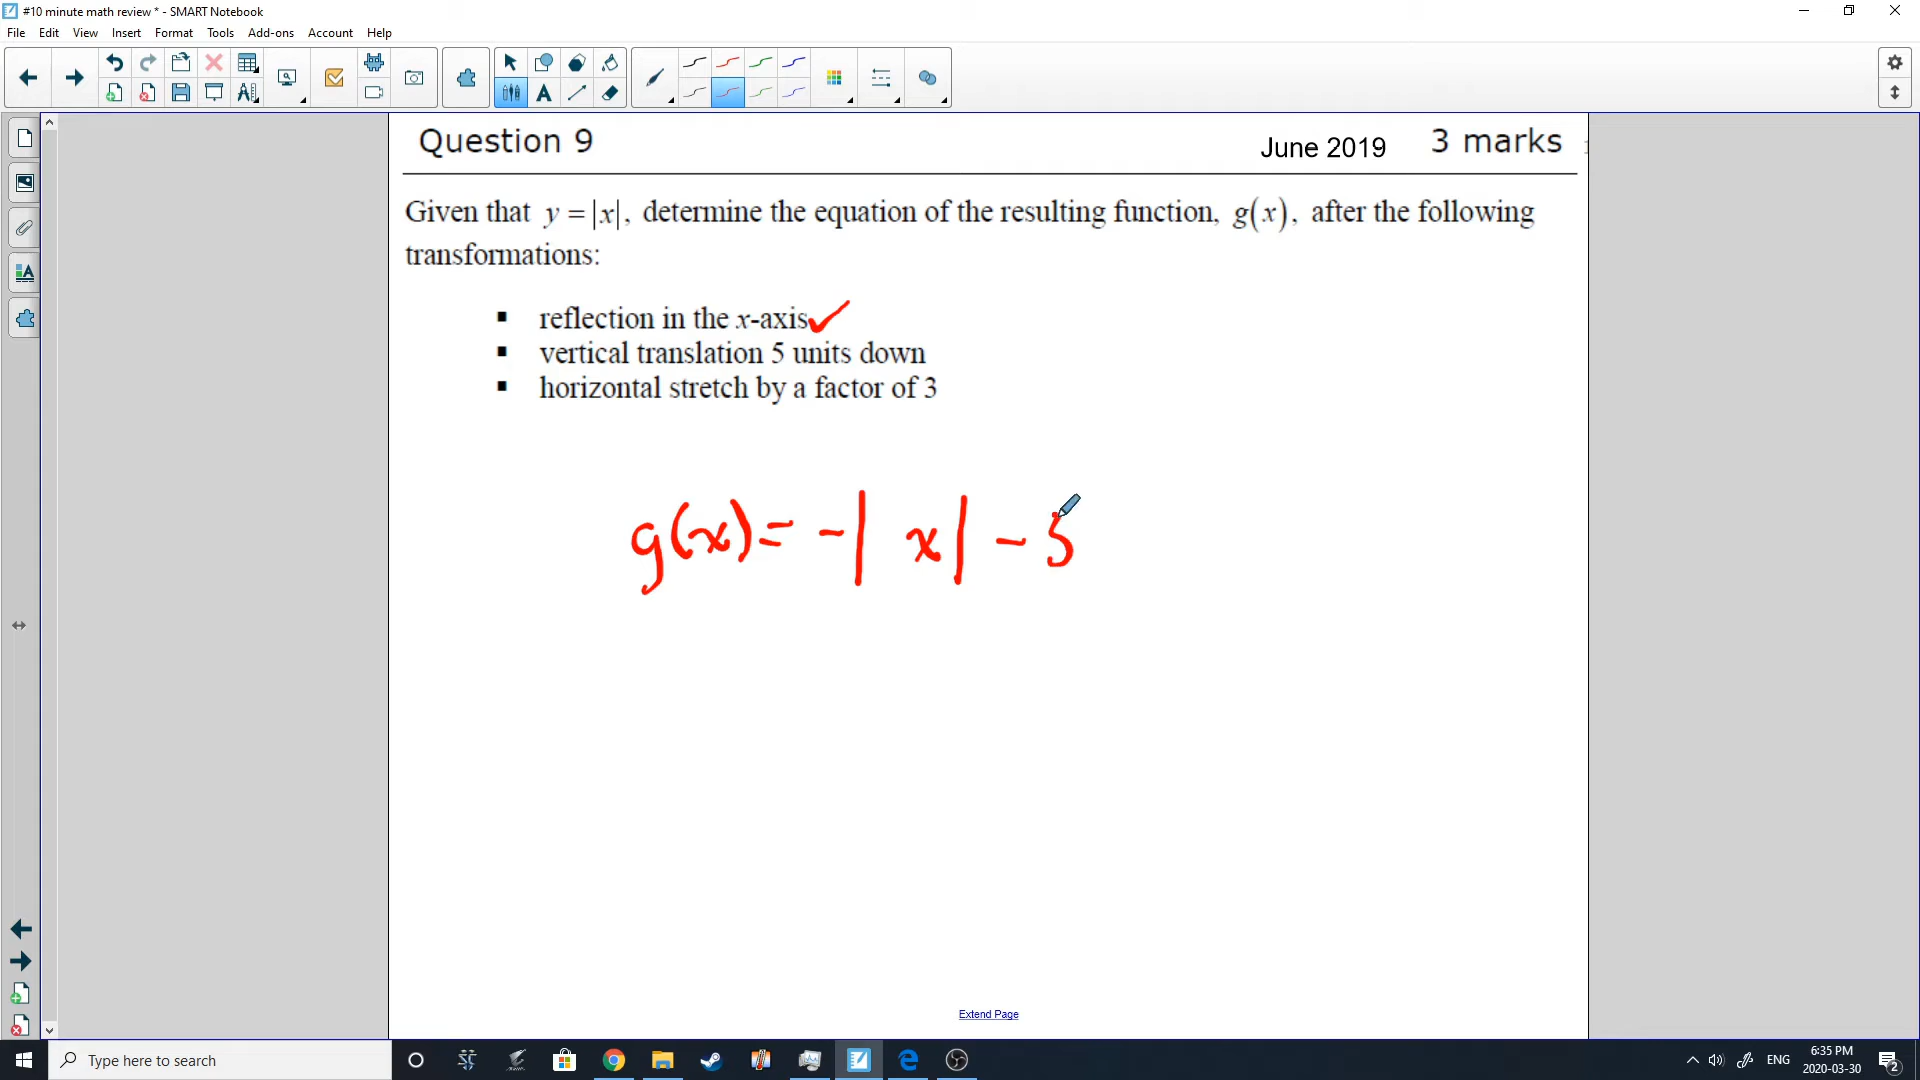 #10 minute math review * - SMART Notebook
File Edit View Insert Format Tools Add-ons Account Help
Question 9 June 2019 3 marks
Given that y = |x|, determine the equation of the resulting function, g(x), after the following
transformations:
▪ reflection in the x-axis ✓
▪ vertical translation 5 units down
▪ horizontal stretch by a factor of 3
g(x) = -| x| - 5
Extend Page
Type here to search
ENG
6:35 PM
2020-03-30
2